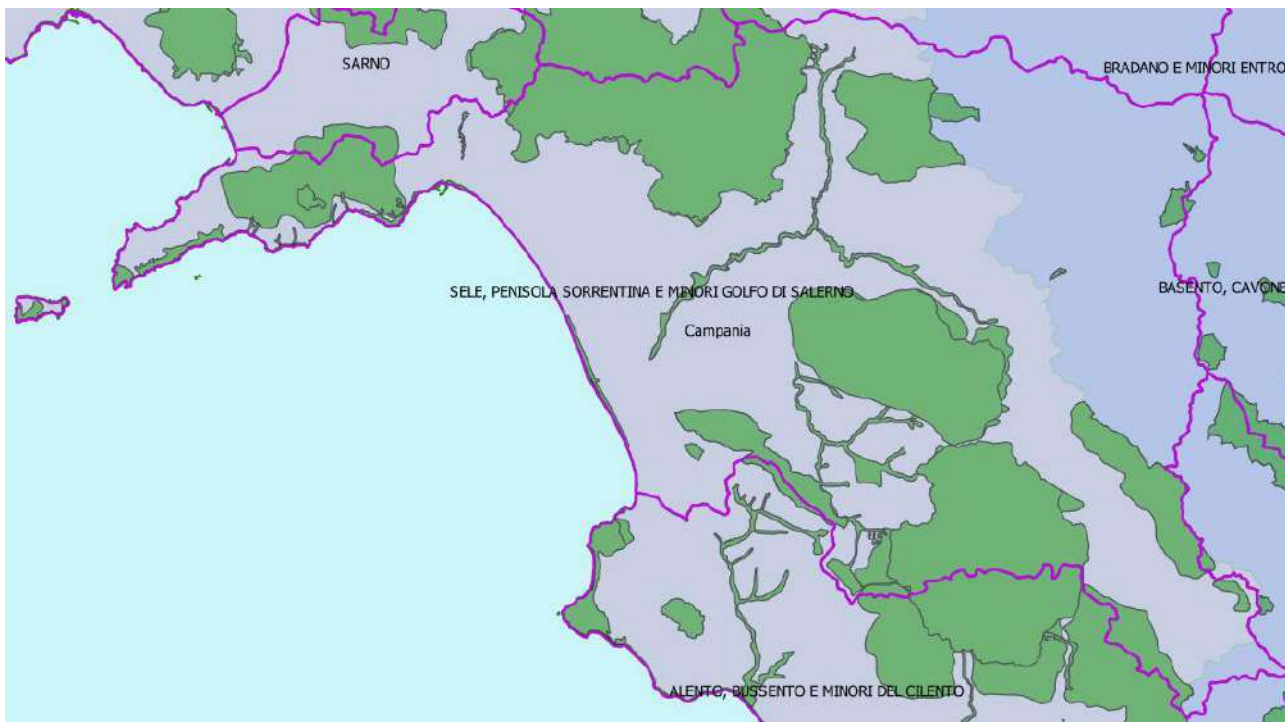 SARNO
BRADANO E MINORI ENTRO
SELE, PENISOLA SORRENTINA E MINORI GOLFO DI SALERNO
BASENTO, CAVONE
Campania
ALENTO, BUSSENTO E MINORI DEL CILENTO